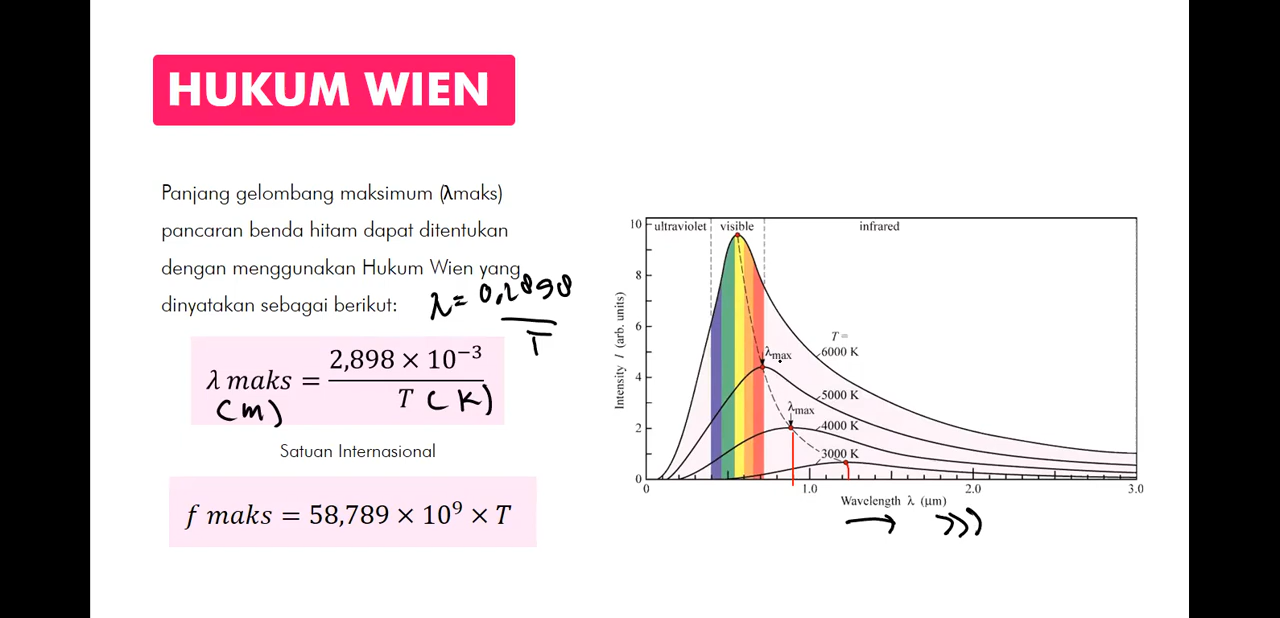 HUKUM WIEN
Panjang gelombang maksimum (λmaks)
pancaran benda hitam dapat ditentukan
dengan menggunakan Hukum Wien yang
dinyatakan sebagai berikut:
λ = 0,2898
T
λ maks = 2,898 × 10⁻³
T (K)
(m)
Satuan Internasional
f maks = 58,789 × 10⁹ × T
10
8
6
4
2
0
Intensity I (arb. units)
ultraviolet visible infrared
T =
6000 K
λmax
5000 K
λmax
4000 K
3000 K
0 1.0 2.0 3.0
Wavelength λ (μm)